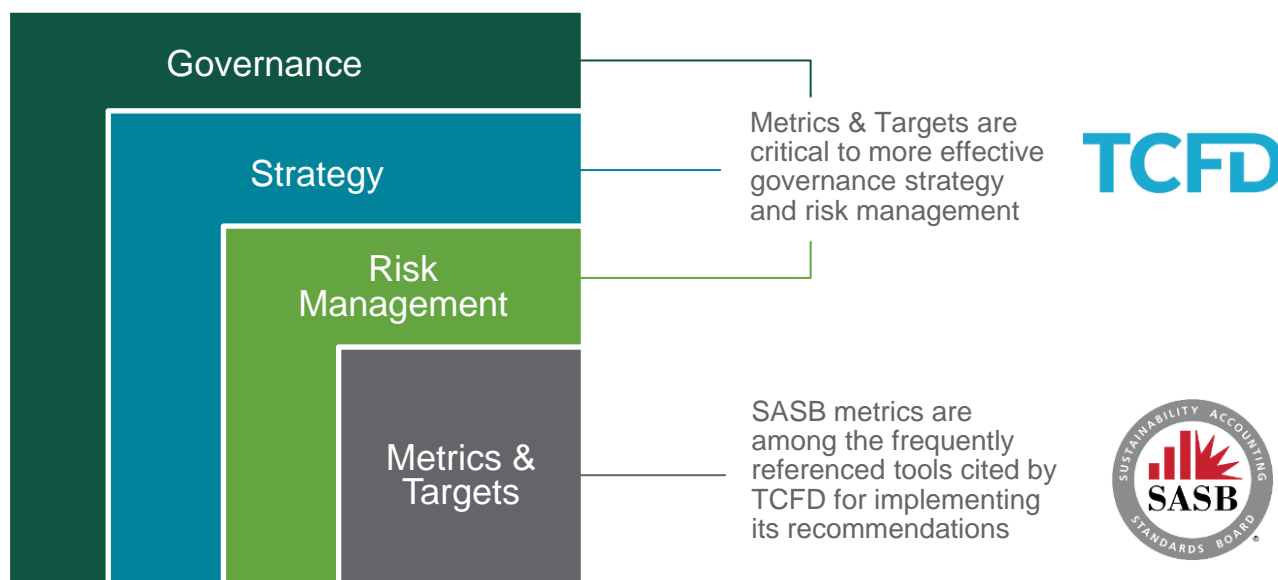 Governance
Strategy
Risk
Management
Metrics &
Targets
Metrics & Targets are
critical to more effective
governance strategy
and risk management
TCFD
SASB metrics are
among the frequently
referenced tools cited by
TCFD for implementing
its recommendations
SUSTAINABILITY ACCOUNTING
SASB
STANDARDS BOARD
®